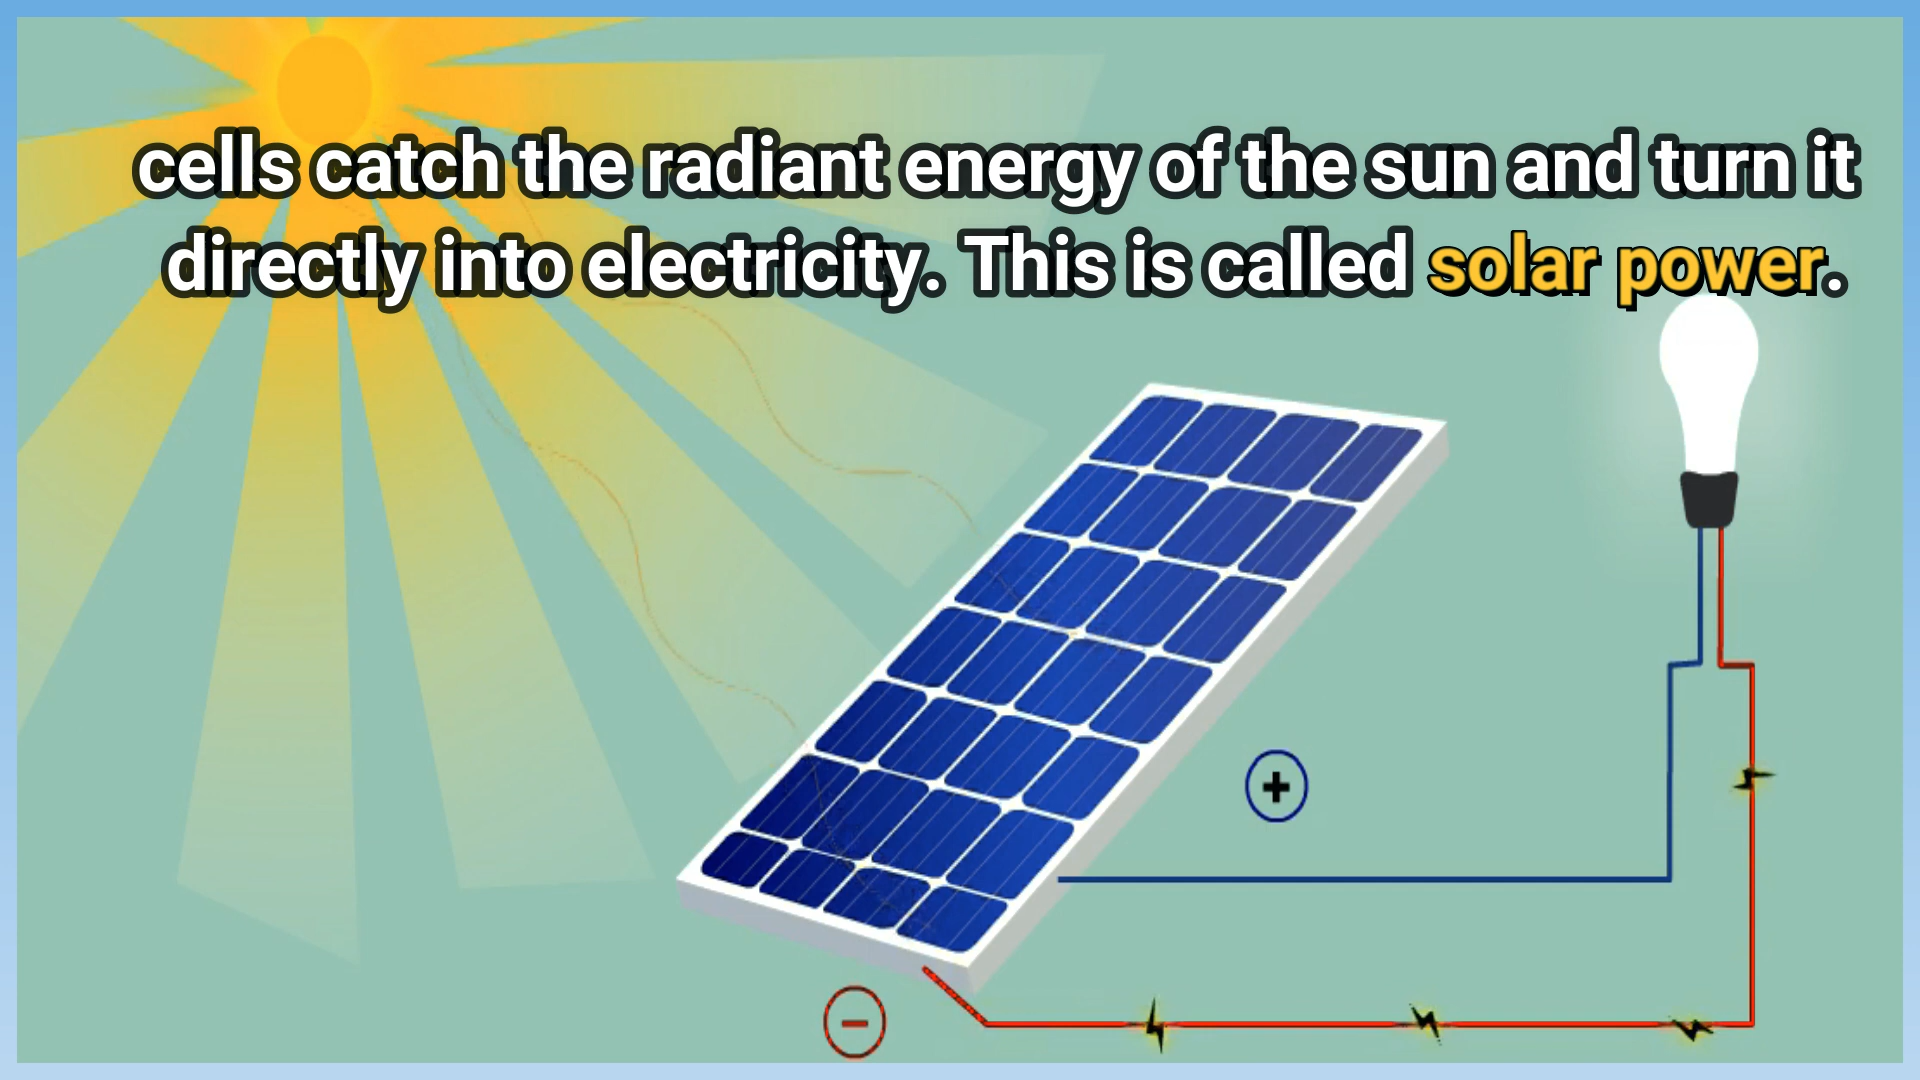 cells catch the radiant energy of the sun and turn it
directly into electricity. This is called solar power.
+
−